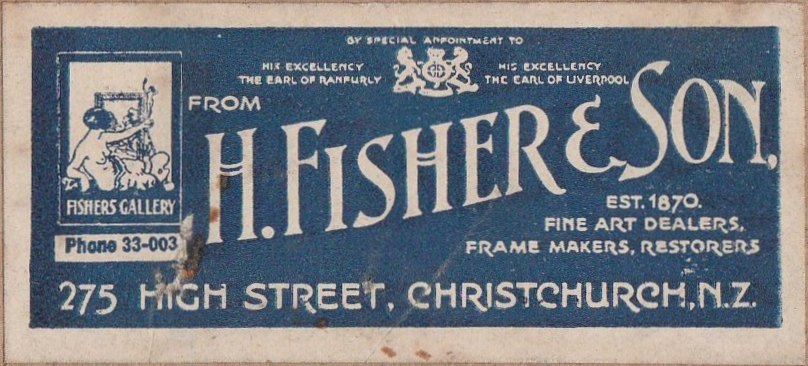 BY SPECIAL APPOINTMENT TO
HIS EXCELLENCY
THE EARL OF RANFURLY
HIS EXCELLENCY
THE EARL OF LIVERPOOL
FROM
H. FISHER & SON,
FISHERS GALLERY
Phone 33-003
EST. 1870.
FINE ART DEALERS,
FRAME MAKERS, RESTORERS
275 HIGH STREET, CHRISTCHURCH, N.Z.